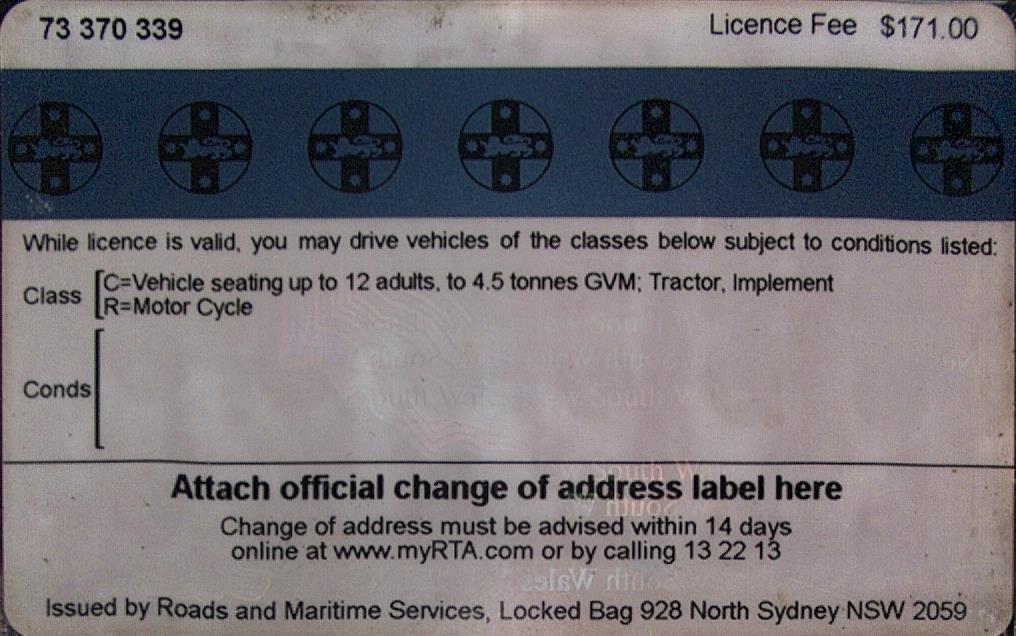 73 370 339
Licence Fee $171.00
While licence is valid, you may drive vehicles of the classes below subject to conditions listed:
Class
C=Vehicle seating up to 12 adults, to 4.5 tonnes GVM; Tractor, Implement
R=Motor Cycle
Conds
Attach official change of address label here
Change of address must be advised within 14 days
online at www.myRTA.com or by calling 13 22 13
Issued by Roads and Maritime Services, Locked Bag 928 North Sydney NSW 2059